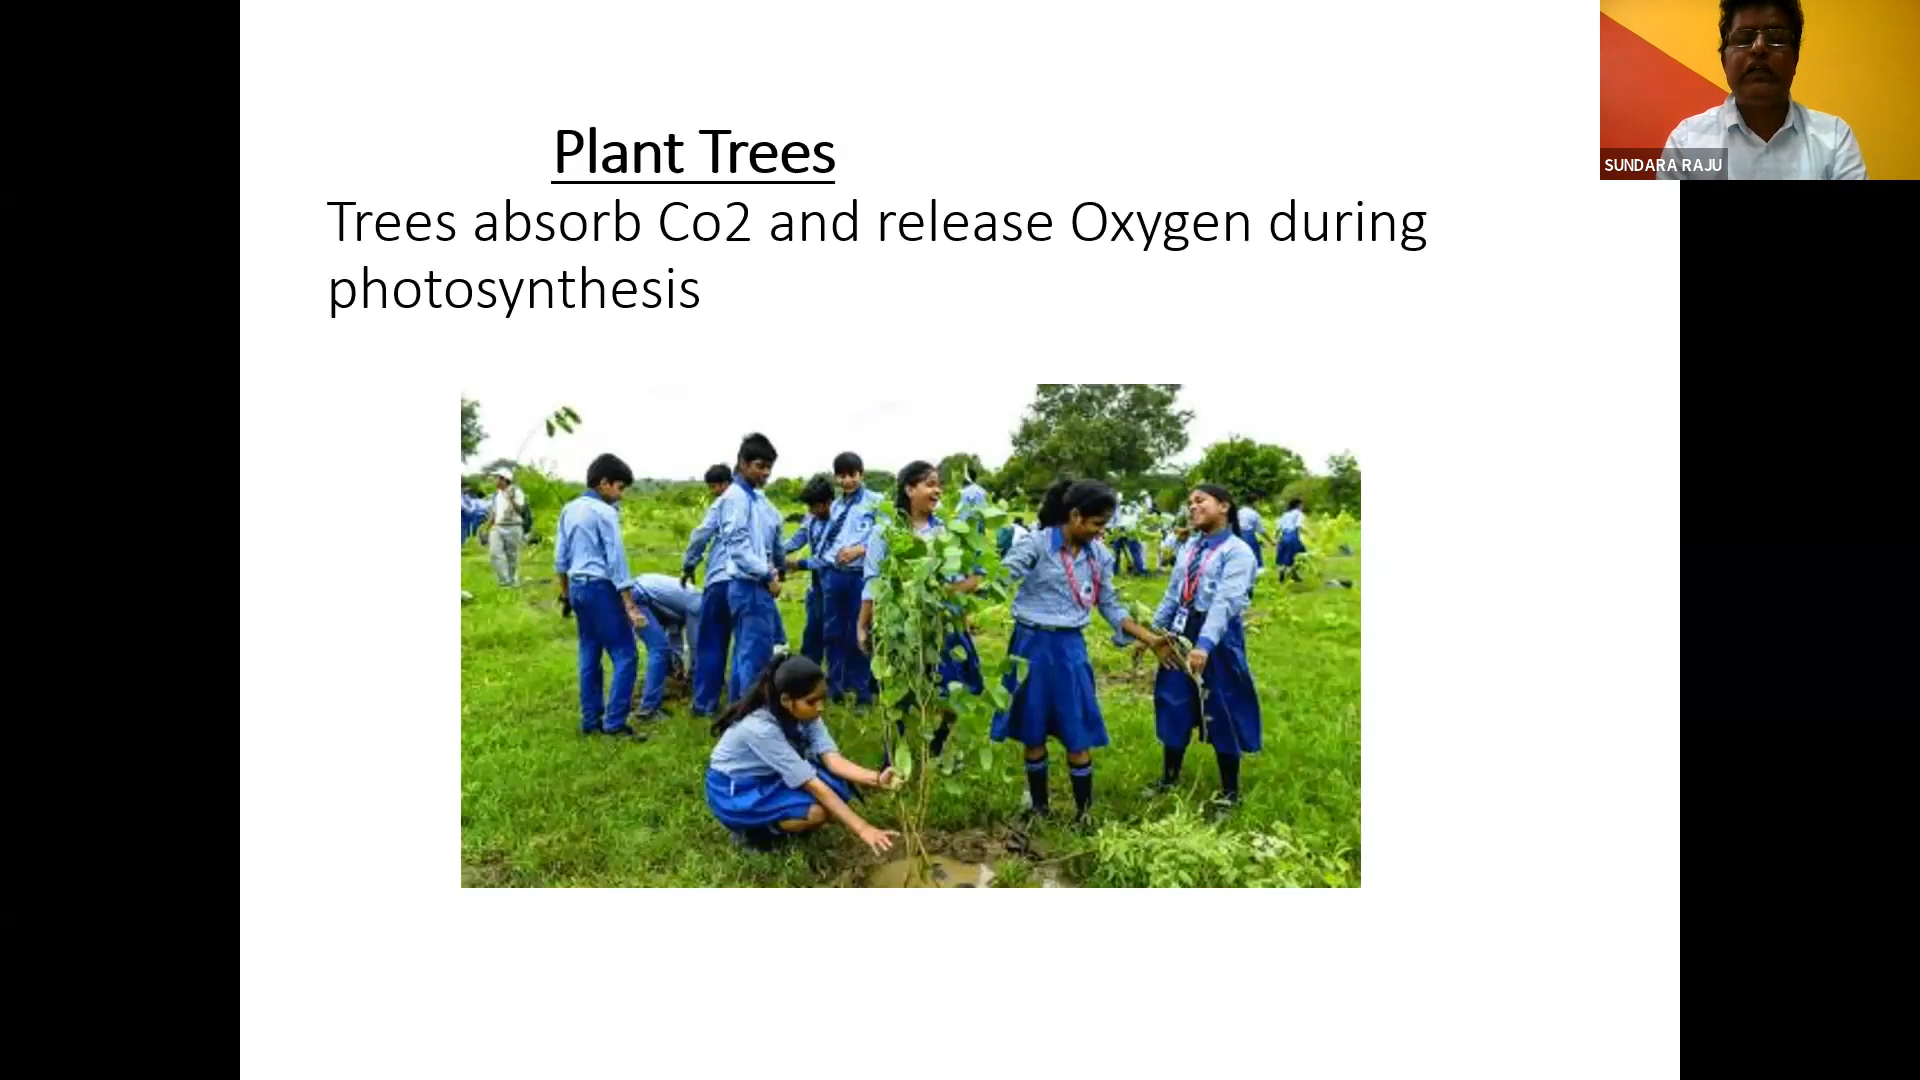 Plant Trees
Trees absorb Co2 and release Oxygen during
photosynthesis
SUNDARA RAJU